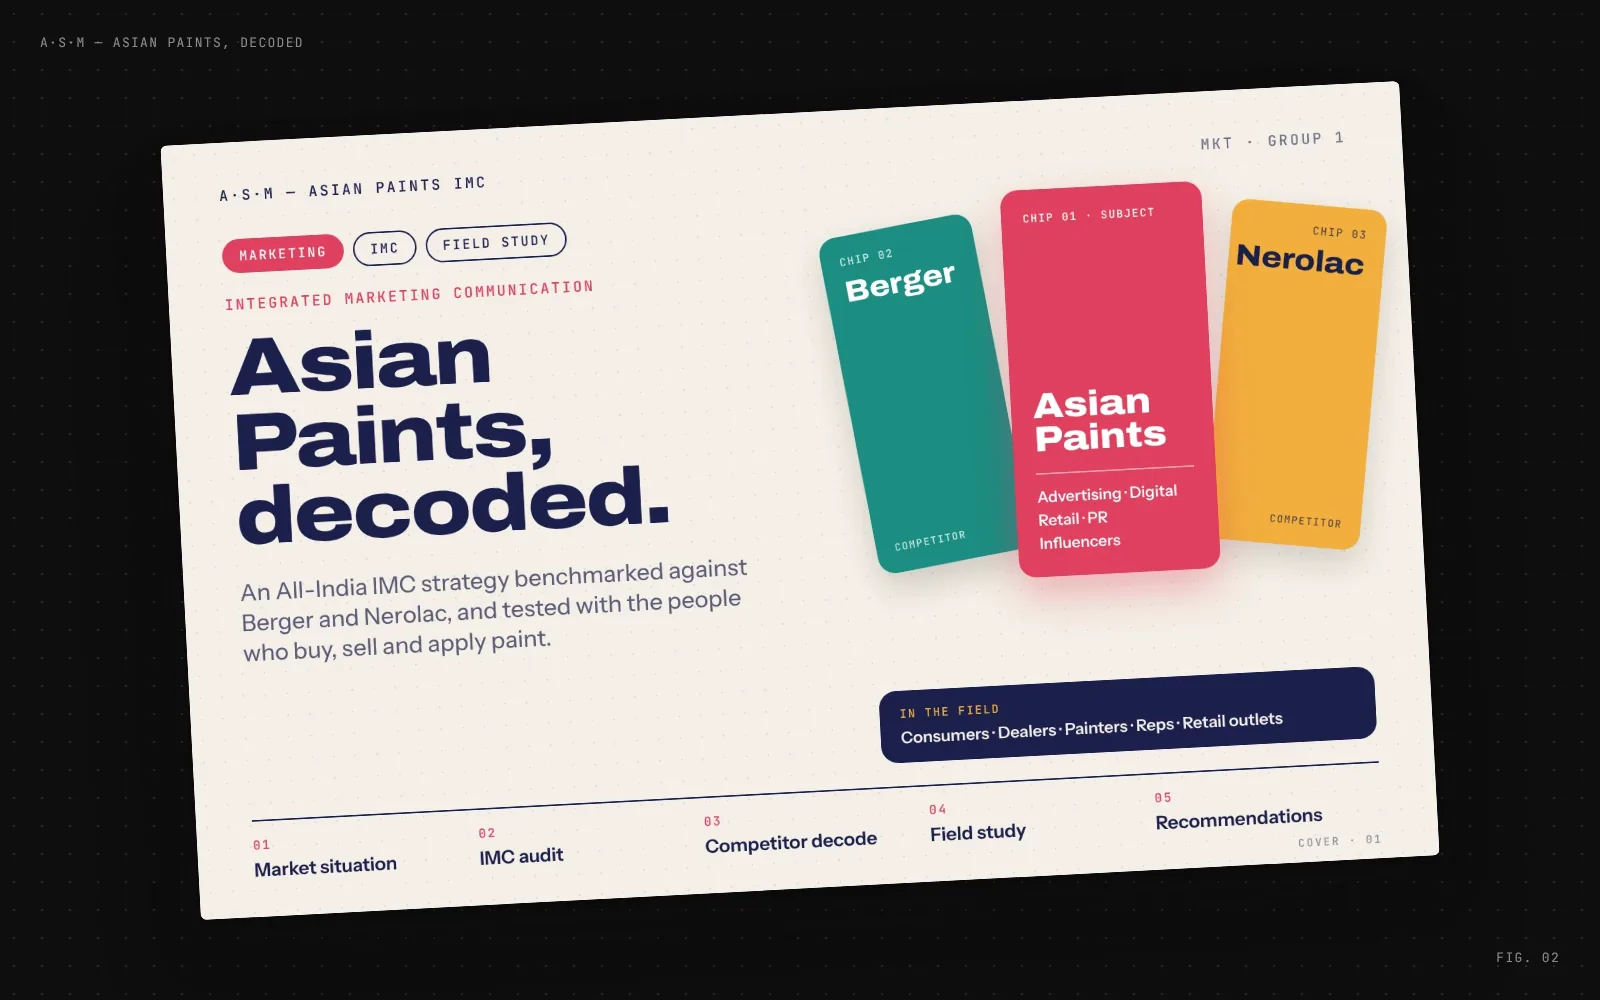 A·S·M — ASIAN PAINTS, DECODED
A·S·M — ASIAN PAINTS IMC
MKT · GROUP 1
MARKETING
IMC
FIELD STUDY
INTEGRATED MARKETING COMMUNICATION
Asian
Paints,
decoded.
An All-India IMC strategy benchmarked against
Berger and Nerolac, and tested with the people
who buy, sell and apply paint.
CHIP 02
Berger
COMPETITOR
CHIP 01 · SUBJECT
Asian
Paints
Advertising · Digital
Retail · PR
Influencers
CHIP 03
Nerolac
COMPETITOR
IN THE FIELD
Consumers · Dealers · Painters · Reps · Retail outlets
01
Market situation
02
IMC audit
03
Competitor decode
04
Field study
05
Recommendations
COVER · 01
FIG. 02